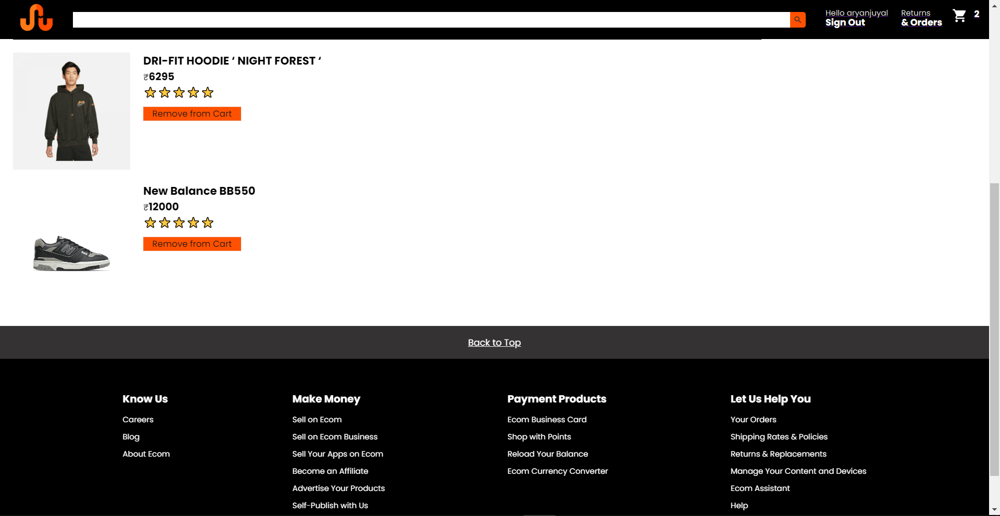 Hello aryanjuyal
Sign Out
Returns
& Orders
2
DRI-FIT HOODIE ‘ NIGHT FOREST ‘
₹6295
Remove from Cart
New Balance BB550
₹12000
Remove from Cart
Back to Top
Know Us
Careers
Blog
About Ecom
Make Money
Sell on Ecom
Sell on Ecom Business
Sell Your Apps on Ecom
Become an Affiliate
Advertise Your Products
Self-Publish with Us
Payment Products
Ecom Business Card
Shop with Points
Reload Your Balance
Ecom Currency Converter
Let Us Help You
Your Orders
Shipping Rates & Policies
Returns & Replacements
Manage Your Content and Devices
Ecom Assistant
Help